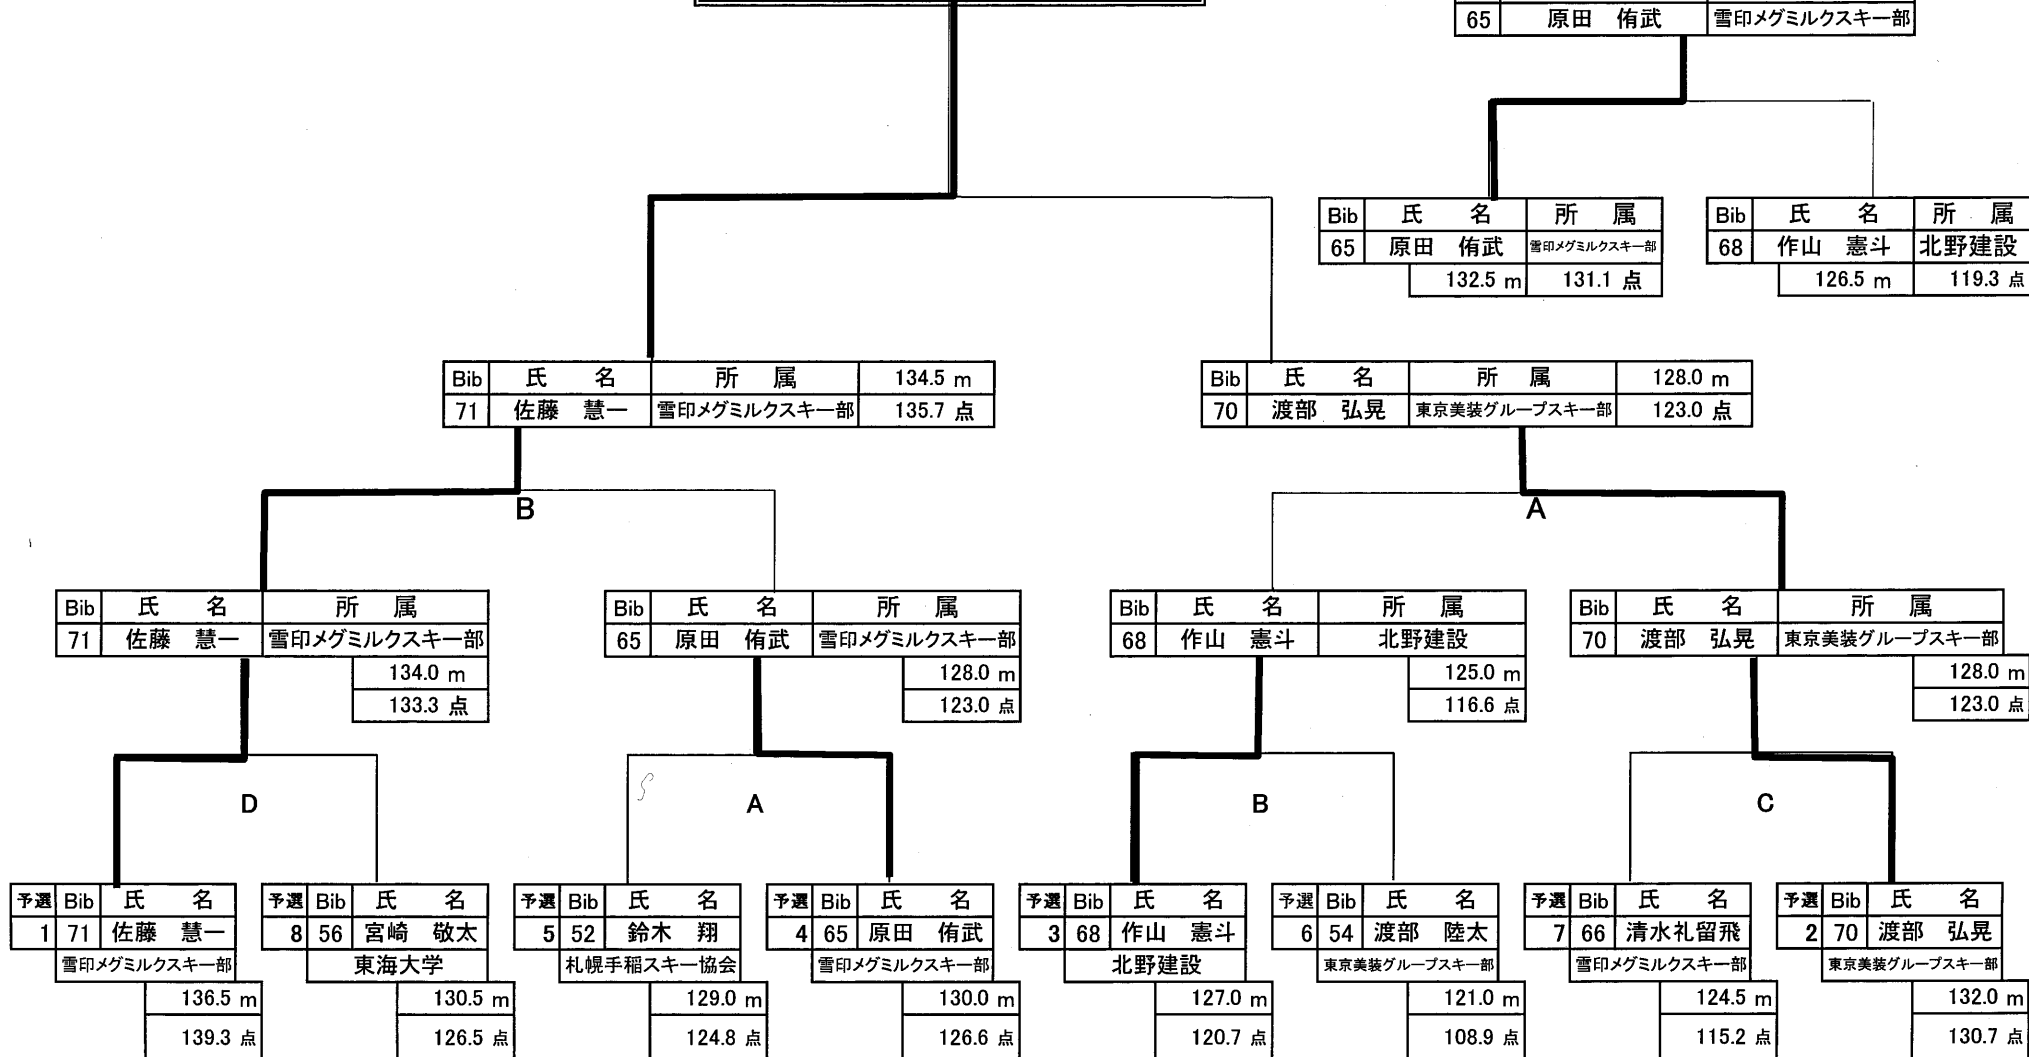 65 原田 侑武 雪印メグミルクスキー部
Bib 氏 名 所 属 Bib 氏 名 所 属
65 原田 侑武 雪印メグミルクスキー部 68 作山 憲斗 北野建設
132.5 m 131.1 点 126.5 m 119.3 点
Bib 氏 名 所 属 134.5 m Bib 氏 名 所 属 128.0 m
71 佐藤 慧一 雪印メグミルクスキー部 135.7 点 70 渡部 弘晃 東京美装グループスキー部 123.0 点
B A
Bib 氏 名 所 属 Bib 氏 名 所 属 Bib 氏 名 所 属 Bib 氏 名 所 属
71 佐藤 慧一 雪印メグミルクスキー部 65 原田 侑武 雪印メグミルクスキー部 68 作山 憲斗 北野建設 70 渡部 弘晃 東京美装グループスキー部
134.0 m 128.0 m 125.0 m 128.0 m
133.3 点 123.0 点 116.6 点 123.0 点
D A B C
予選 Bib 氏 名 予選 Bib 氏 名 予選 Bib 氏 名 予選 Bib 氏 名 予選 Bib 氏 名 予選 Bib 氏 名 予選 Bib 氏 名 予選 Bib 氏 名
1 71 佐藤 慧一 8 56 宮崎 敬太 5 52 鈴木 翔 4 65 原田 侑武 3 68 作山 憲斗 6 54 渡部 陸太 7 66 清水礼留飛 2 70 渡部 弘晃
雪印メグミルクスキー部 東海大学 札幌手稲スキー協会 雪印メグミルクスキー部 北野建設 東京美装グループスキー部 雪印メグミルクスキー部 東京美装グループスキー部
136.5 m 130.5 m 129.0 m 130.0 m 127.0 m 121.0 m 124.5 m 132.0 m
139.3 点 126.5 点 124.8 点 126.6 点 120.7 点 108.9 点 115.2 点 130.7 点